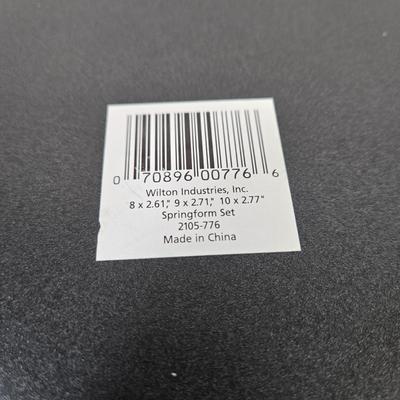 0 70896 00776 6
Wilton Industries, Inc.
8 x 2.61," 9 x 2.71," 10 x 2.77"
Springform Set
2105-776
Made in China